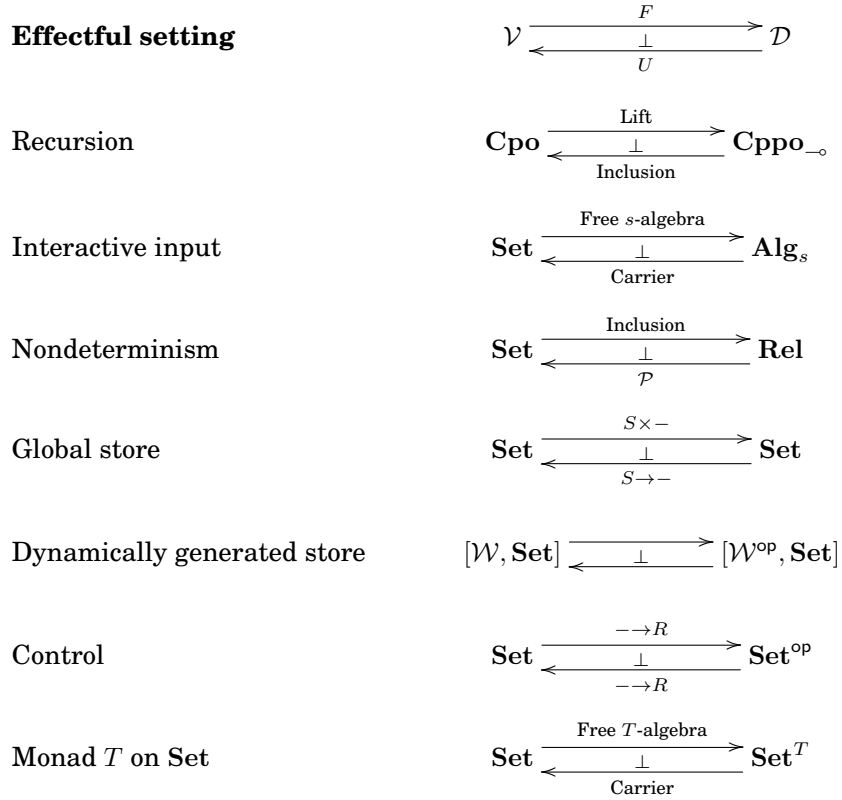 F
Effectful setting 𝒱 ⊥ 𝒟
U
Lift
Recursion Cpo ⊥ Cppo⊸
Inclusion
Free s-algebra
Interactive input Set ⊥ Algₛ
Carrier
Inclusion
Nondeterminism Set ⊥ Rel
𝒫
S×−
Global store Set ⊥ Set
S→−
Dynamically generated store [𝒲, Set] ⊥ [𝒲ᵒᵖ, Set]
−→R
Control Set ⊥ Setᵒᵖ
−→R
Free T-algebra
Monad T on Set Set ⊥ Setᵀ
Carrier